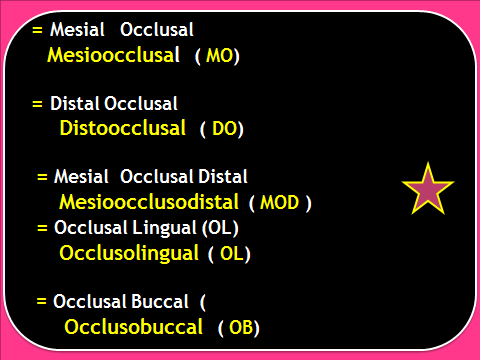 = Mesial Occlusal
Mesioocclusal ( MO)
= Distal Occlusal
Distoocclusal ( DO)
= Mesial Occlusal Distal
Mesioocclusodistal ( MOD )
= Occlusal Lingual (OL)
Occlusolingual ( OL)
= Occlusal Buccal (
Occlusobuccal ( OB)